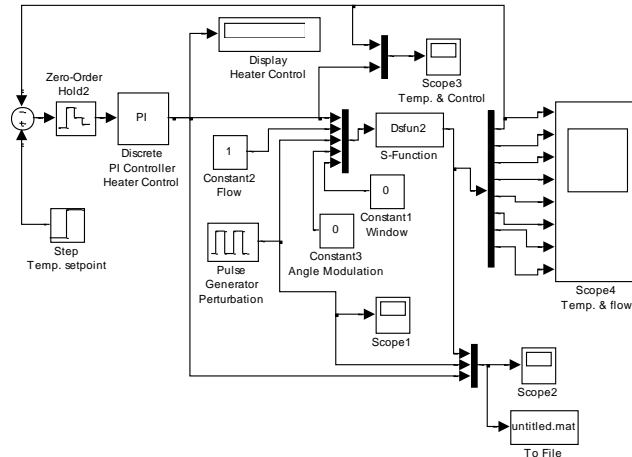 Display
Heater Control
Scope3
Temp. & Control
Zero-Order
Hold2
PI
Discrete
PI Controller
Heater Control
1
Constant2
Flow
Dsfun2
S-Function
0
Constant1
Window
0
Constant3
Angle Modulation
Step
Temp. setpoint
Pulse
Generator
Perturbation
Scope1
Scope4
Temp. & flow
Scope2
untitled.mat
To File